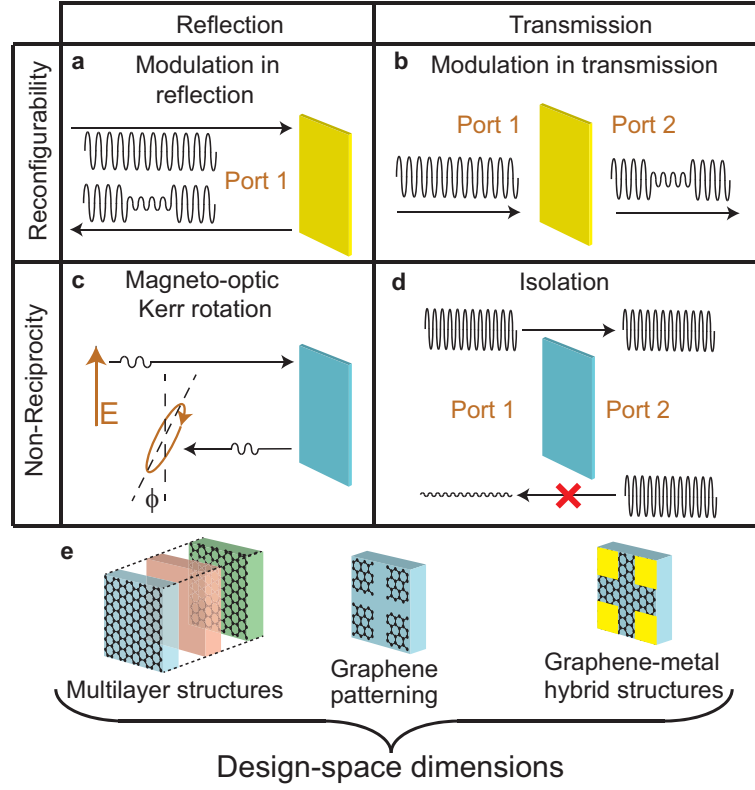 Reflection
Transmission
Reconfigurability
a
Modulation in
reflection
Port 1
b
Modulation in transmission
Port 1
Port 2
Non-Reciprocity
c
Magneto-optic
Kerr rotation
E
ϕ
d
Isolation
Port 1
Port 2
e
Multilayer structures
Graphene
patterning
Graphene-metal
hybrid structures
Design-space dimensions